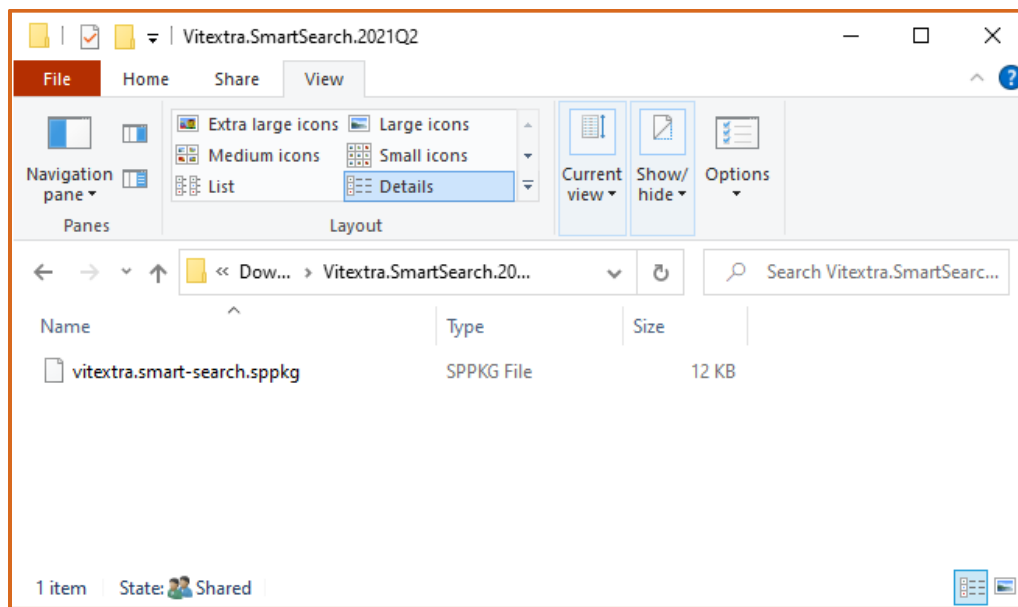 Vitextra.SmartSearch.2021Q2
File Home Share View
Extra large icons Large icons
Medium icons Small icons
List Details
Navigation pane
Current view
Show/ hide
Options
Panes
Layout
« Dow... › Vitextra.SmartSearch.20...
Search Vitextra.SmartSearc...
Name Type Size
vitextra.smart-search.sppkg SPPKG File 12 KB
1 item State: Shared